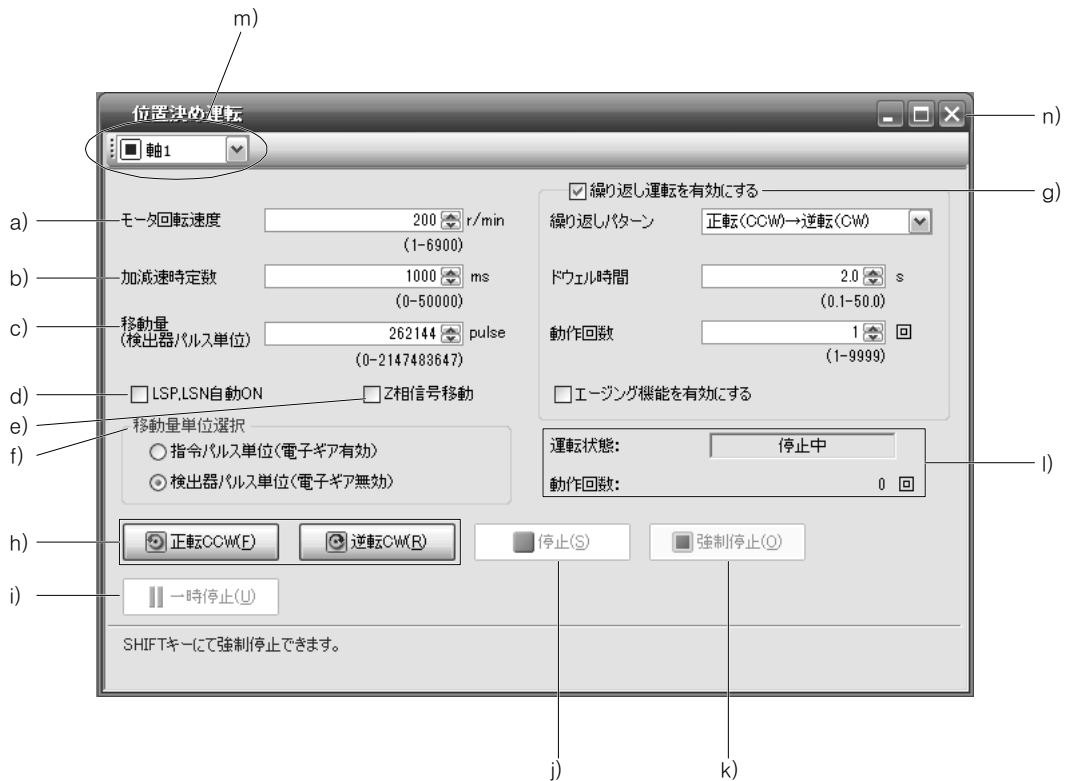 m)
位置決め運転
n)
軸1
繰り返し運転を有効にする
g)
a)
モータ回転速度
200 r/min
(1-6900)
繰り返しパターン
正転(CCW)→逆転(CW)
b)
加減速時定数
1000 ms
(0-50000)
ドウェル時間
2.0 s
(0.1-50.0)
c)
移動量
(検出器パルス単位)
262144 pulse
(0-2147483647)
動作回数
1 回
(1-9999)
d)
LSP,LSN自動ON
Z相信号移動
エージング機能を有効にする
e)
f)
移動量単位選択
指令パルス単位(電子ギア有効)
検出器パルス単位(電子ギア無効)
運転状態:
停止中
動作回数:
0 回
l)
h)
正転CCW(F)
逆転CW(R)
停止(S)
強制停止(O)
i)
一時停止(U)
SHIFTキーにて強制停止できます。
j)
k)